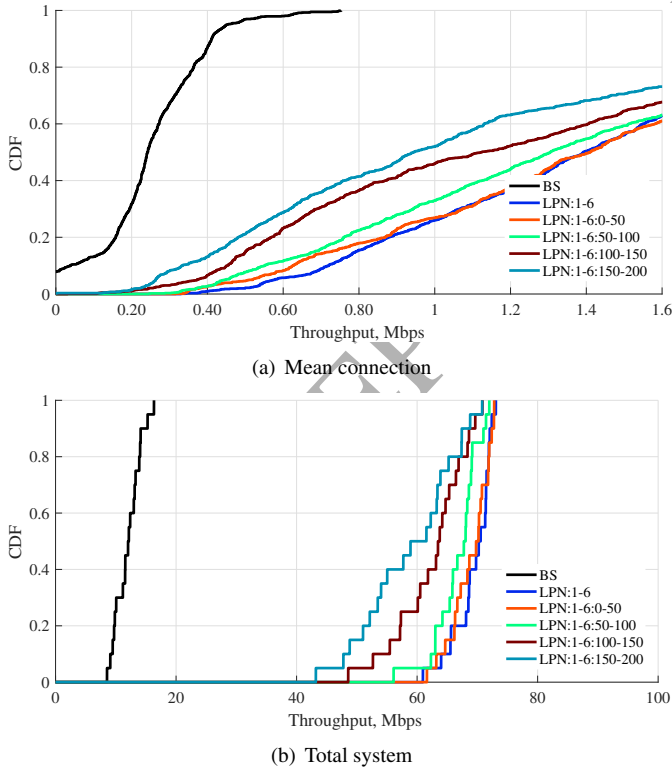 1
0.8
0.6
CDF
0.4
0.2
0
0 0.20 0.40 0.60 0.80 1 1.2 1.4 1.6
Throughput, Mbps
BS
LPN:1-6
LPN:1-6:0-50
LPN:1-6:50-100
LPN:1-6:100-150
LPN:1-6:150-200
(a) Mean connection
1
0.8
0.6
CDF
0.4
0.2
0
0 20 40 60 80 100
Throughput, Mbps
BS
LPN:1-6
LPN:1-6:0-50
LPN:1-6:50-100
LPN:1-6:100-150
LPN:1-6:150-200
(b) Total system